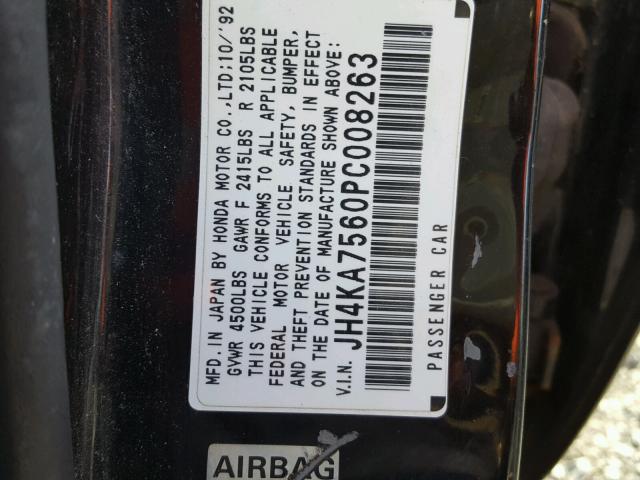 MFD.IN JAPAN BY HONDA MOTOR CO.,LTD:10/'92
GVWR 4500LBS GAWR F 2415LBS R 2105LBS
THIS VEHICLE CONFORMS TO ALL APPLICABLE
FEDERAL MOTOR VEHICLE SAFETY, BUMPER,
AND THEFT PREVENTION STANDARDS IN EFFECT
ON THE DATE OF MANUFACTURE SHOWN ABOVE:
V.I.N. JH4KA7560PC008263
PASSENGER CAR
AIRBAG